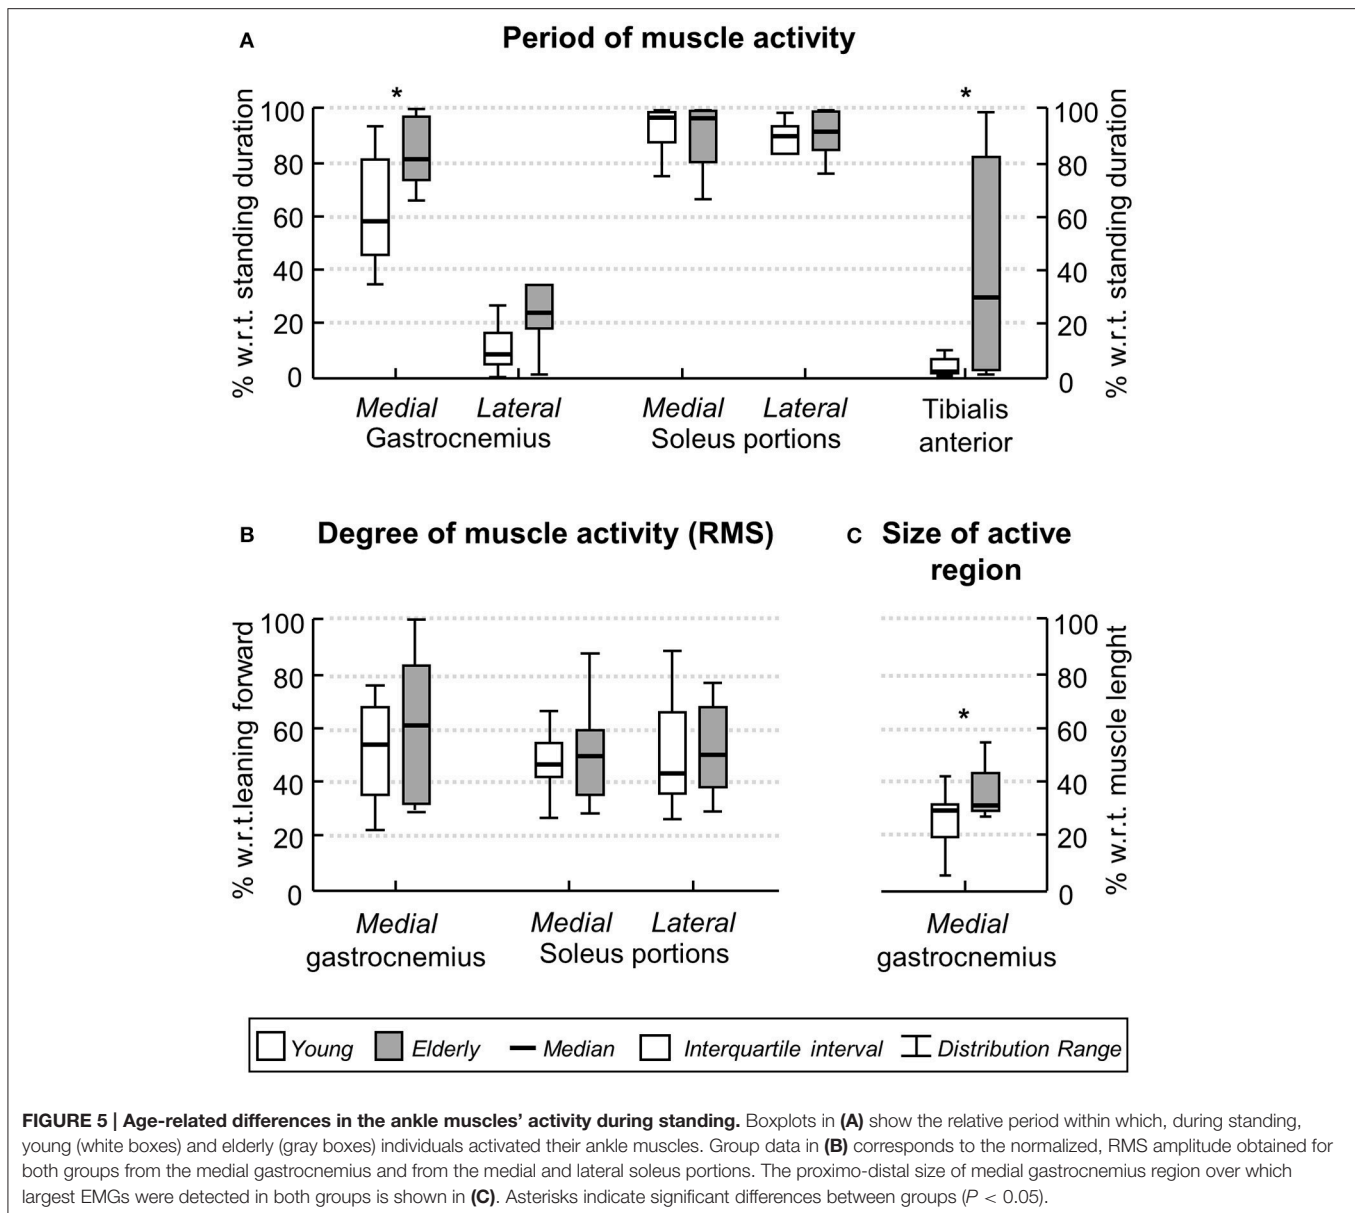 A
Period of muscle activity
*
*
100
80
60
40
20
0
% w.r.t. standing duration
100
80
60
40
20
0
% w.r.t. standing duration
Medial
Lateral
Gastrocnemius
Medial
Lateral
Soleus portions
Tibialis
anterior
B
Degree of muscle activity (RMS)
100
80
60
40
20
0
% w.r.t.leaning forward
Medial
gastrocnemius
Medial
Lateral
Soleus portions
C
Size of active
region
*
100
80
60
40
20
0
% w.r.t. muscle lenght
Medial
gastrocnemius
Young
Elderly
Median
Interquartile interval
Distribution Range
FIGURE 5 | Age-related differences in the ankle muscles' activity during standing. Boxplots in (A) show the relative period within which, during standing,
young (white boxes) and elderly (gray boxes) individuals activated their ankle muscles. Group data in (B) corresponds to the normalized, RMS amplitude obtained for
both groups from the medial gastrocnemius and from the medial and lateral soleus portions. The proximo-distal size of medial gastrocnemius region over which
largest EMGs were detected in both groups is shown in (C). Asterisks indicate significant differences between groups (P < 0.05).